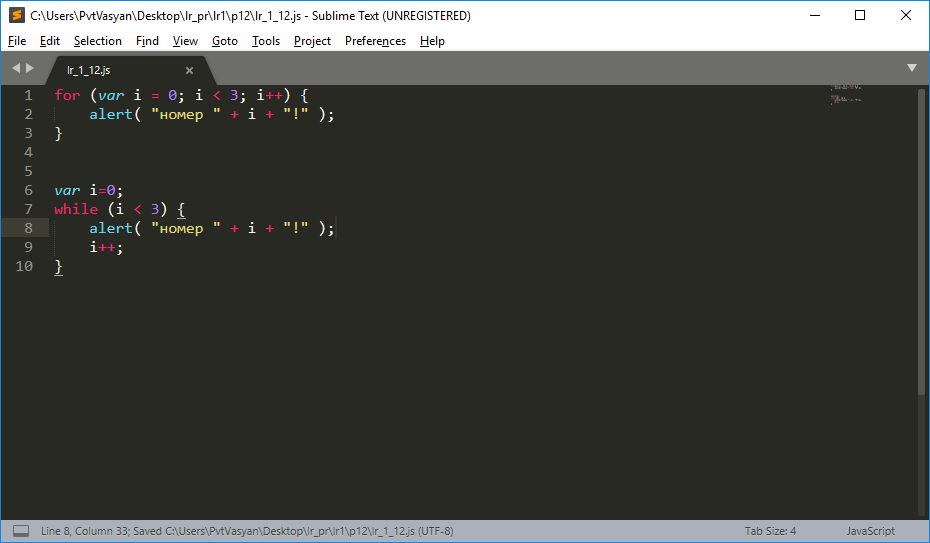 C:\Users\PvtVasyan\Desktop\lr_pr\lr1\p12\lr_1_12.js - Sublime Text (UNREGISTERED)
File Edit Selection Find View Goto Tools Project Preferences Help
lr_1_12.js
1 for (var i = 0; i < 3; i++) {
2 alert( "номер " + i + "!" );
3 }
4
5
6 var i=0;
7 while (i < 3) {
8 alert( "номер " + i + "!" );
9 i++;
10 }
Line 8, Column 33; Saved C:\Users\PvtVasyan\Desktop\lr_pr\lr1\p12\lr_1_12.js (UTF-8) Tab Size: 4 JavaScript